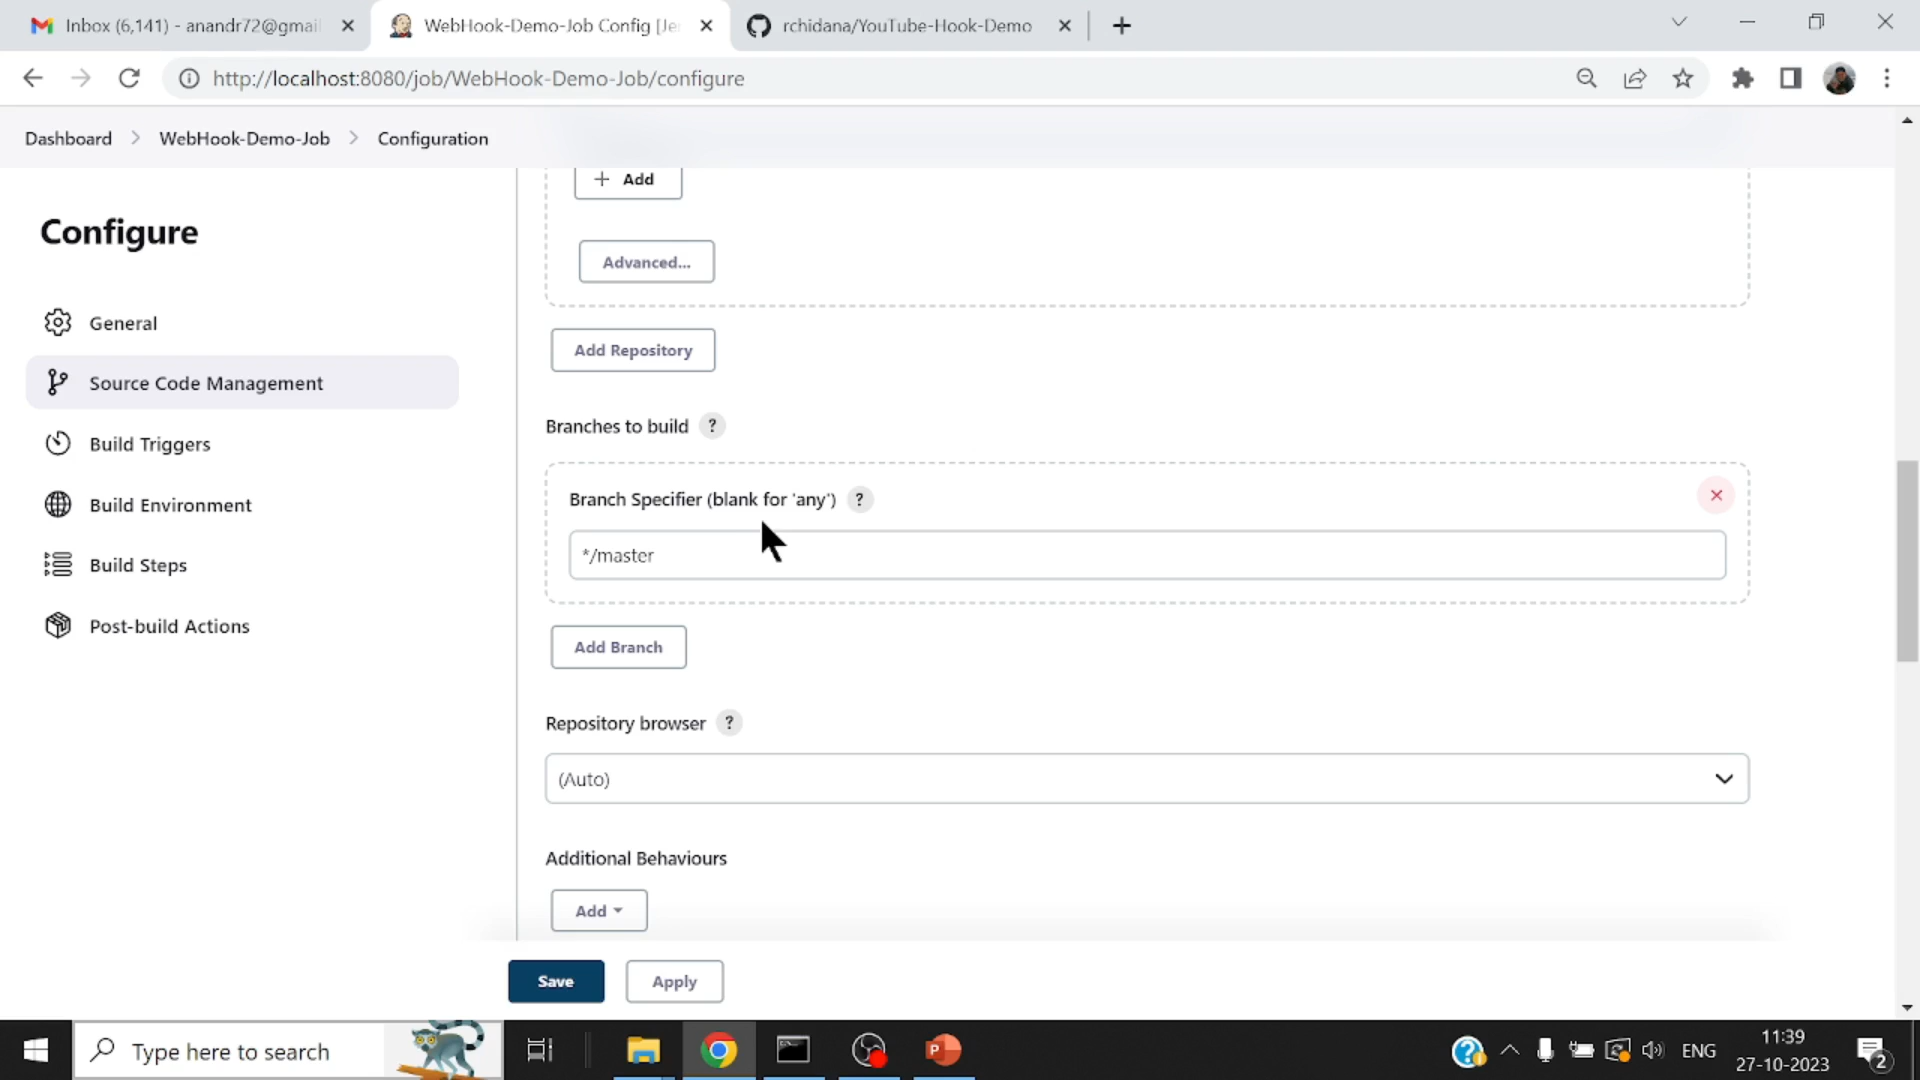 Inbox (6,141) - anandr72@gmail
WebHook-Demo-Job Config [Je
rchidana/YouTube-Hook-Demo
http://localhost:8080/job/WebHook-Demo-Job/configure
Dashboard
WebHook-Demo-Job
Configuration
Configure
General
Source Code Management
Build Triggers
Build Environment
Build Steps
Post-build Actions
+ Add
Advanced...
Add Repository
Branches to build ?
Branch Specifier (blank for 'any') ?
*/master
Add Branch
Repository browser ?
(Auto)
Additional Behaviours
Add
Save
Apply
Type here to search
ENG
11:39
27-10-2023
2